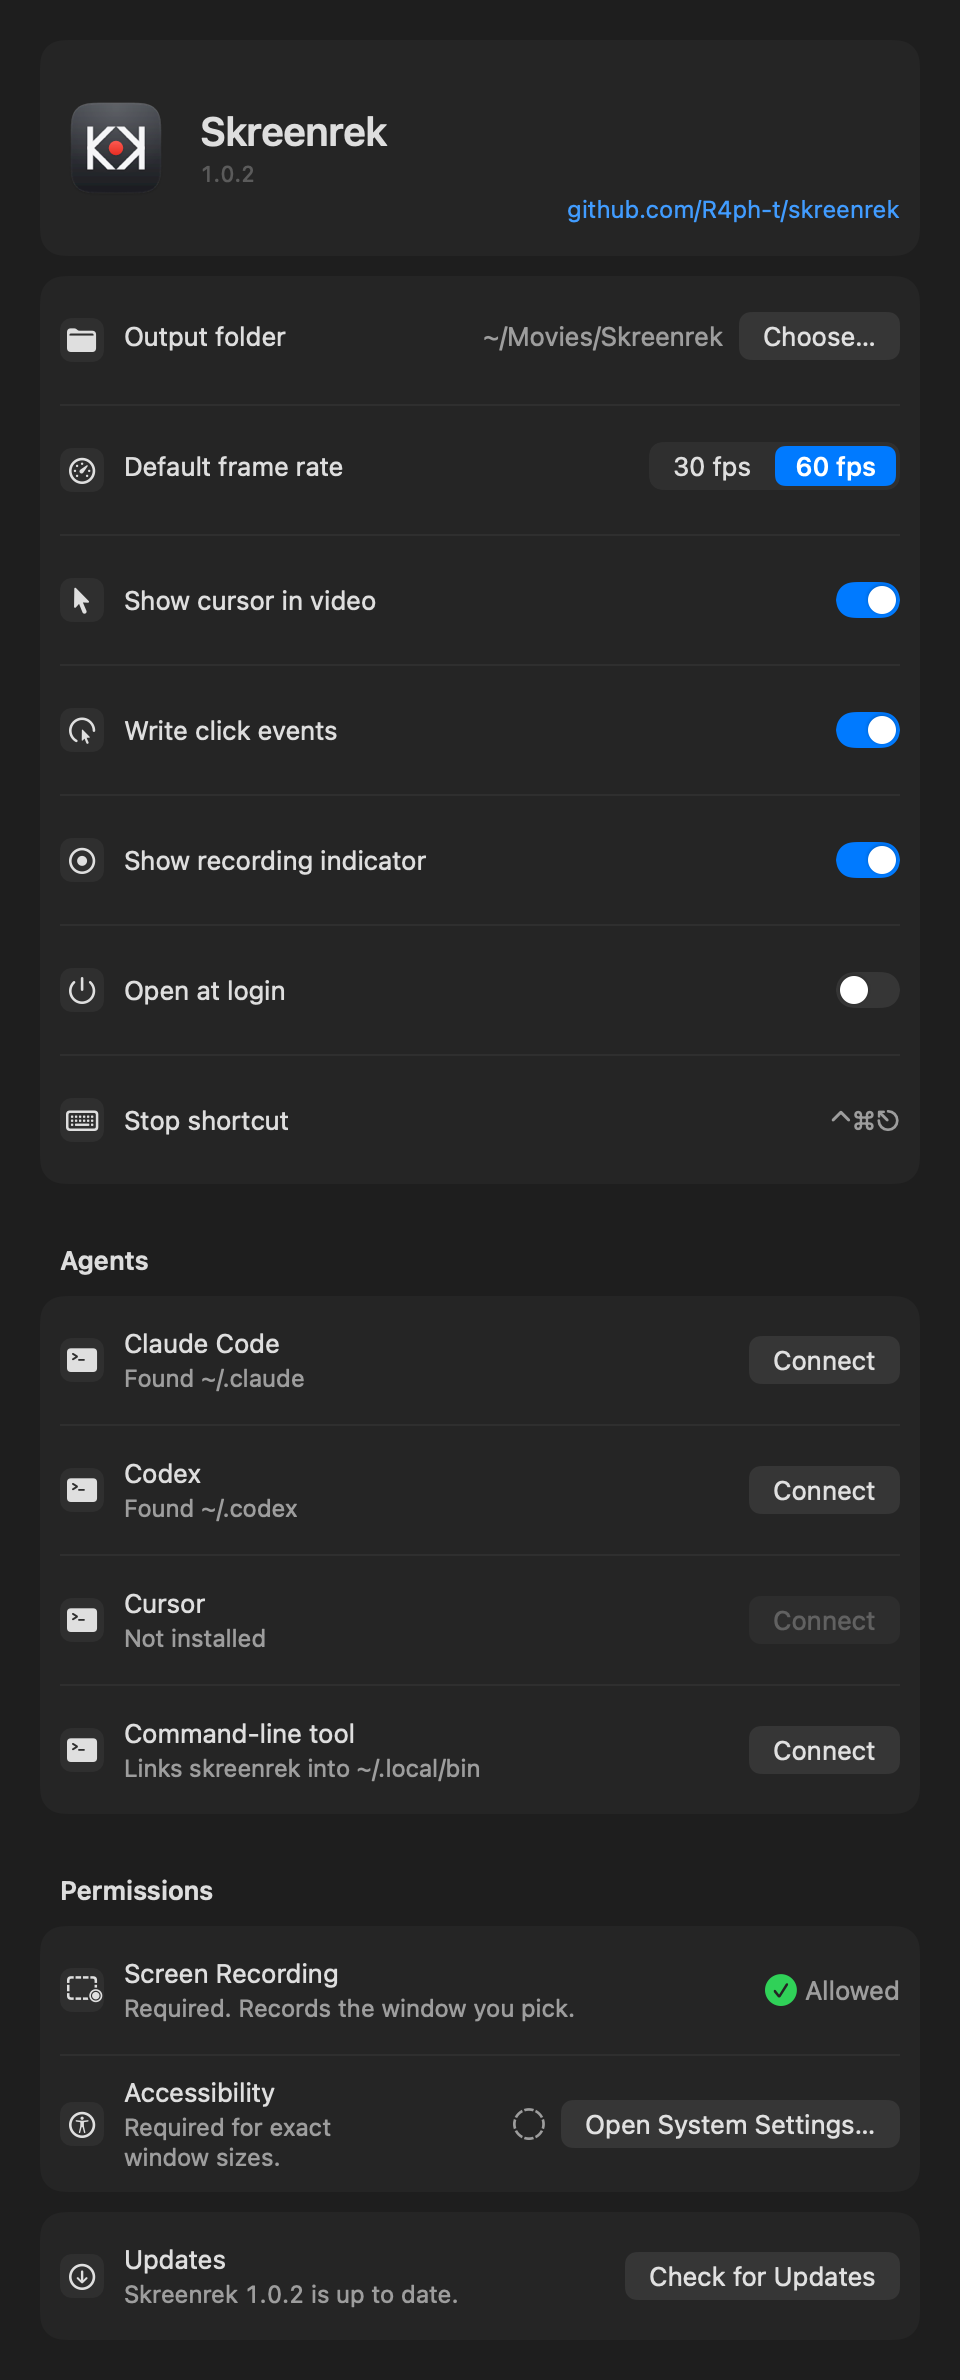 Skreenrek
1.0.2
github.com/R4ph-t/skreenrek
Output folder
~/Movies/Skreenrek
Choose...
Default frame rate
30 fps
60 fps
Show cursor in video
Write click events
Show recording indicator
Open at login
Stop shortcut
⌃⌘⎋
Agents
Claude Code
Found ~/.claude
Connect
Codex
Found ~/.codex
Connect
Cursor
Not installed
Connect
Command-line tool
Links skreenrek into ~/.local/bin
Connect
Permissions
Screen Recording
Required. Records the window you pick.
Allowed
Accessibility
Required for exact
window sizes.
Open System Settings...
Updates
Skreenrek 1.0.2 is up to date.
Check for Updates